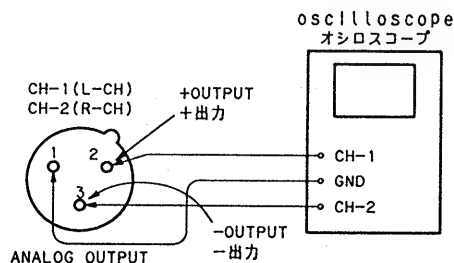 oscilloscope
オシロスコープ
CH-1(L-CH)
CH-2(R-CH)
+OUTPUT
+出力
1
2
3
CH-1
GND
CH-2
-OUTPUT
-出力
ANALOG OUTPUT